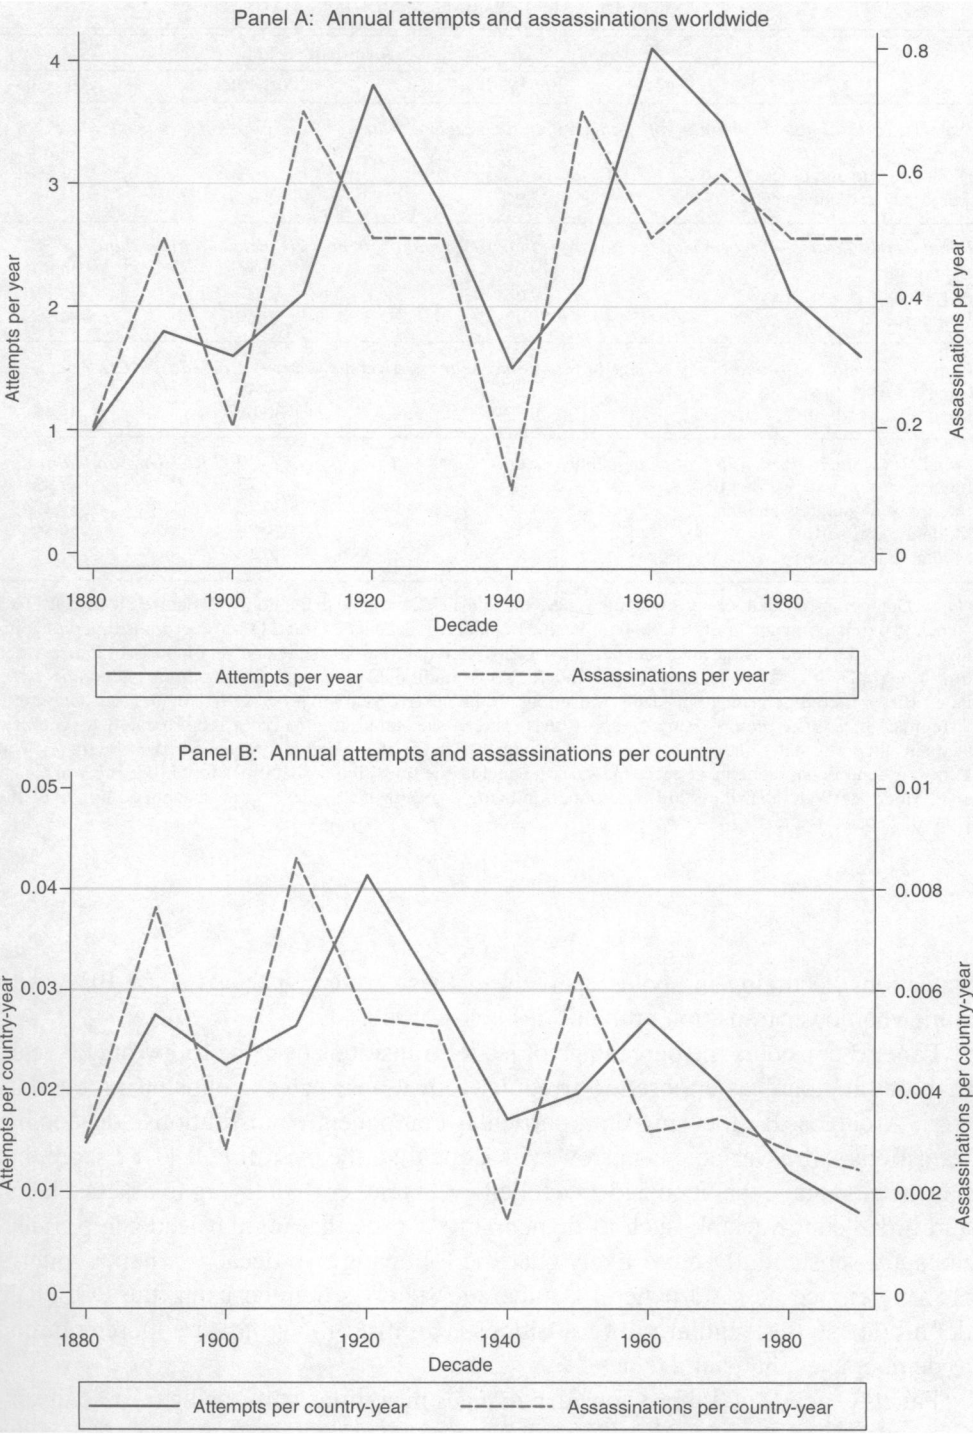 Panel A: Annual attempts and assassinations worldwide
4
3
2
1
0
0.8
0.6
0.4
0.2
0
Attempts per year
Assassinations per year
1880 1900 1920 1940 1960 1980
Decade
Attempts per year Assassinations per year
Panel B: Annual attempts and assassinations per country
0.05
0.04
0.03
0.02
0.01
0
0.01
0.008
0.006
0.004
0.002
0
Attempts per country-year
Assassinations per country-year
1880 1900 1920 1940 1960 1980
Decade
Attempts per country-year Assassinations per country-year